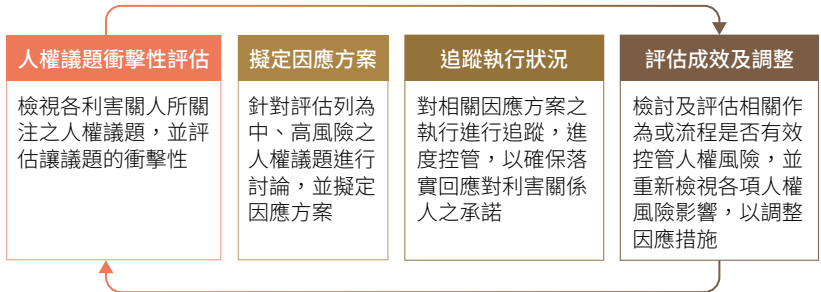 人權議題衝擊性評估
檢視各利害關人所關
注之人權議題，並評
估讓議題的衝擊性
擬定因應方案
針對評估列為
中、高風險之
人權議題進行
討論，並擬定
因應方案
追蹤執行狀況
對相關因應方案之
執行進行追蹤，進
度控管，以確保落
實回應對利害關係
人之承諾
評估成效及調整
檢討及評估相關作
為或流程是否有效
控管人權風險，並
重新檢視各項人權
風險影響，以調整
因應措施